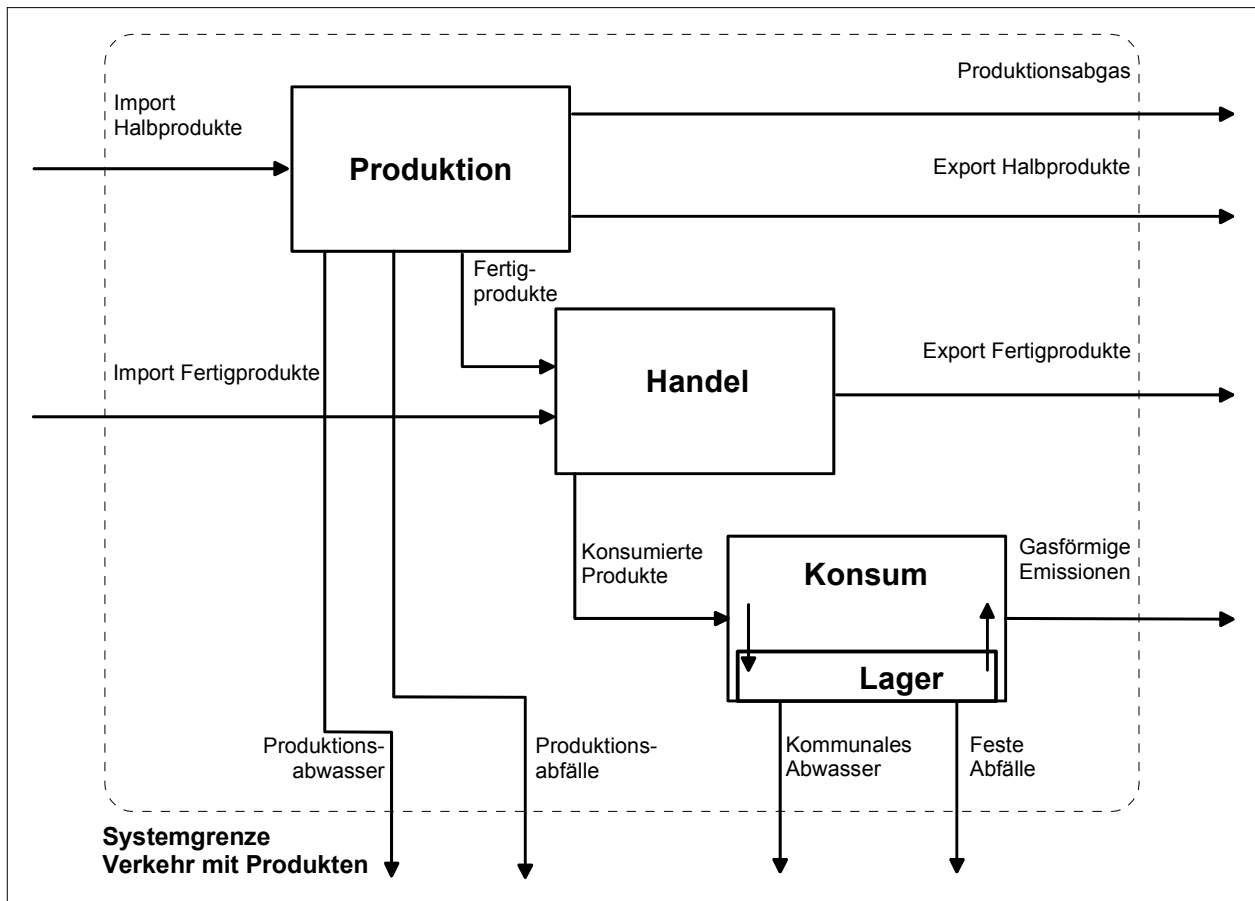 Produktionsabgas
Import
Halbprodukte
Produktion
Export Halbprodukte
Fertig-
produkte
Import Fertigprodukte
Handel
Export Fertigprodukte
Konsumierte
Produkte
Konsum
Gasförmige
Emissionen
Lager
Produktions-
abwasser
Produktions-
abfälle
Kommunales
Abwasser
Feste
Abfälle
Systemgrenze
Verkehr mit Produkten